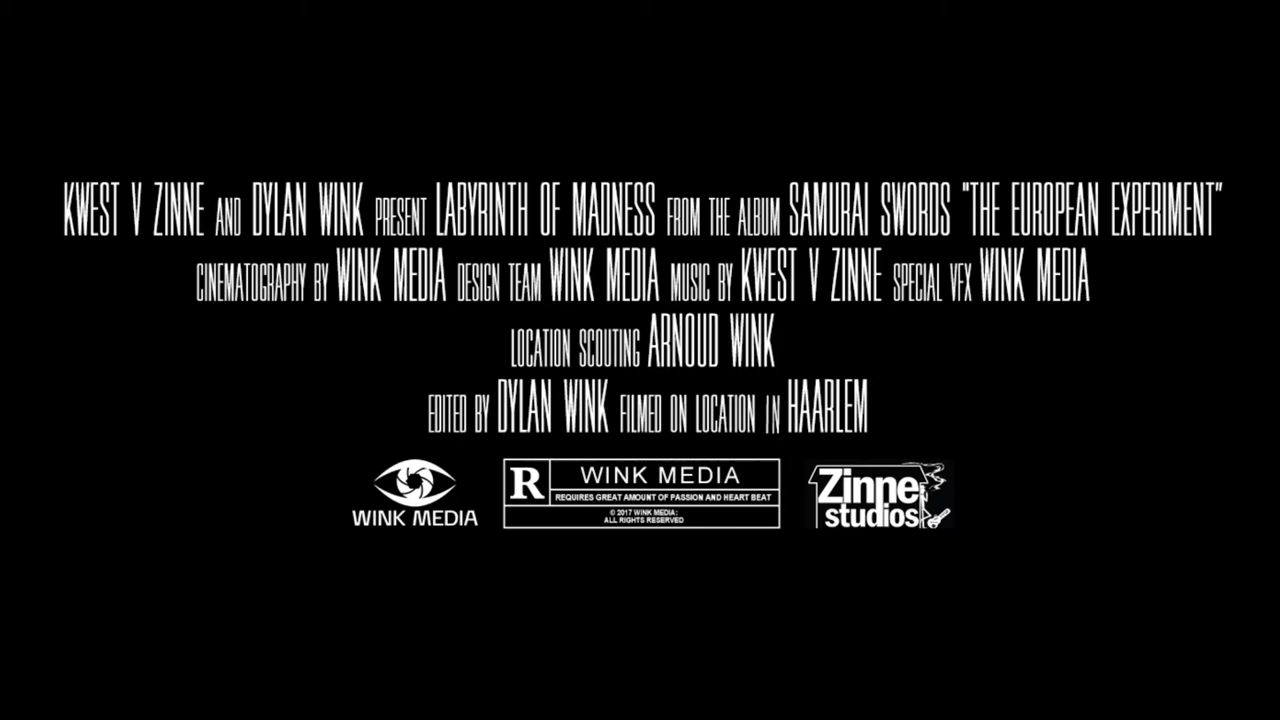 KWEST V ZINNE AND DYLAN WINK PRESENT LABYRINTH OF MADNESS FROM THE ALBUM SAMURAI SWORDS "THE EUROPEAN EXPERIMENT"
CINEMATOGRAPHY BY WINK MEDIA DESIGN TEAM WINK MEDIA MUSIC BY KWEST V ZINNE SPECIAL VFX WINK MEDIA
LOCATION SCOUTING ARNOUD WINK
EDITED BY DYLAN WINK FILMED ON LOCATION IN HAARLEM
WINK MEDIA
R WINK MEDIA
REQUIRES GREAT AMOUNT OF PASSION AND HEART BEAT
© 2017 WINK MEDIA:
ALL RIGHTS RESERVED
Zinne
studios